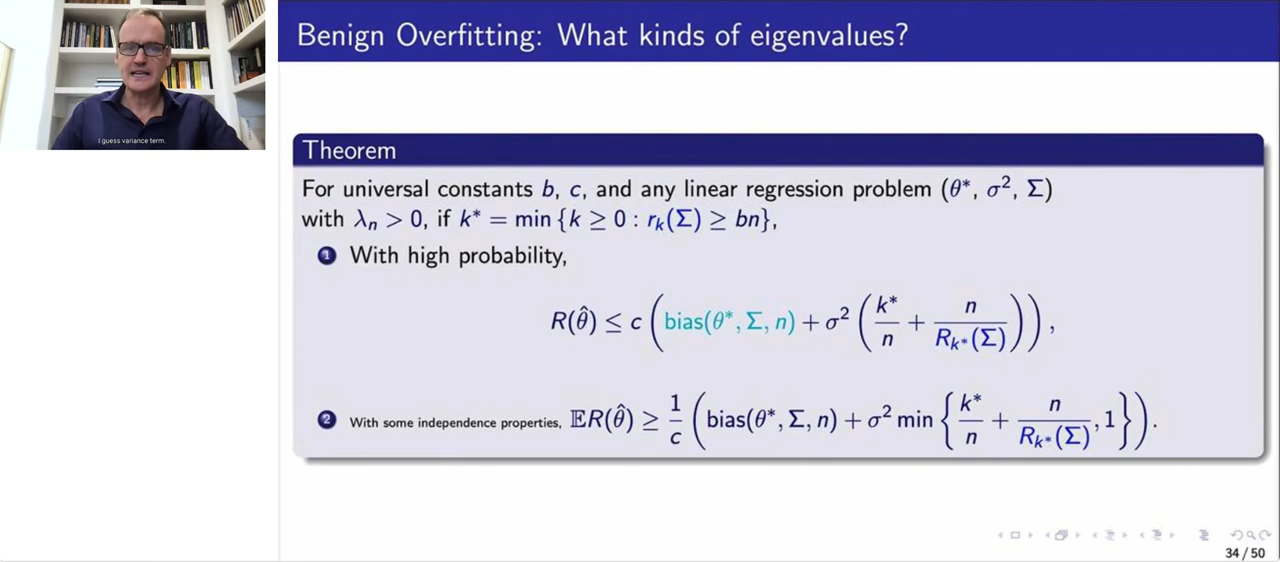 I guess variance term.
Benign Overfitting: What kinds of eigenvalues?
Theorem
For universal constants b, c, and any linear regression problem (θ*, σ², Σ)
with λₙ > 0, if k* = min {k ≥ 0 : rₖ(Σ) ≥ bn},
1 With high probability,
R(θ̂) ≤ c (bias(θ*, Σ, n) + σ² (k*/n + n/R_{k*}(Σ))),
2 With some independence properties, 𝔼R(θ̂) ≥ 1/c (bias(θ*, Σ, n) + σ² min {k*/n + n/R_{k*}(Σ), 1}).
34 / 50